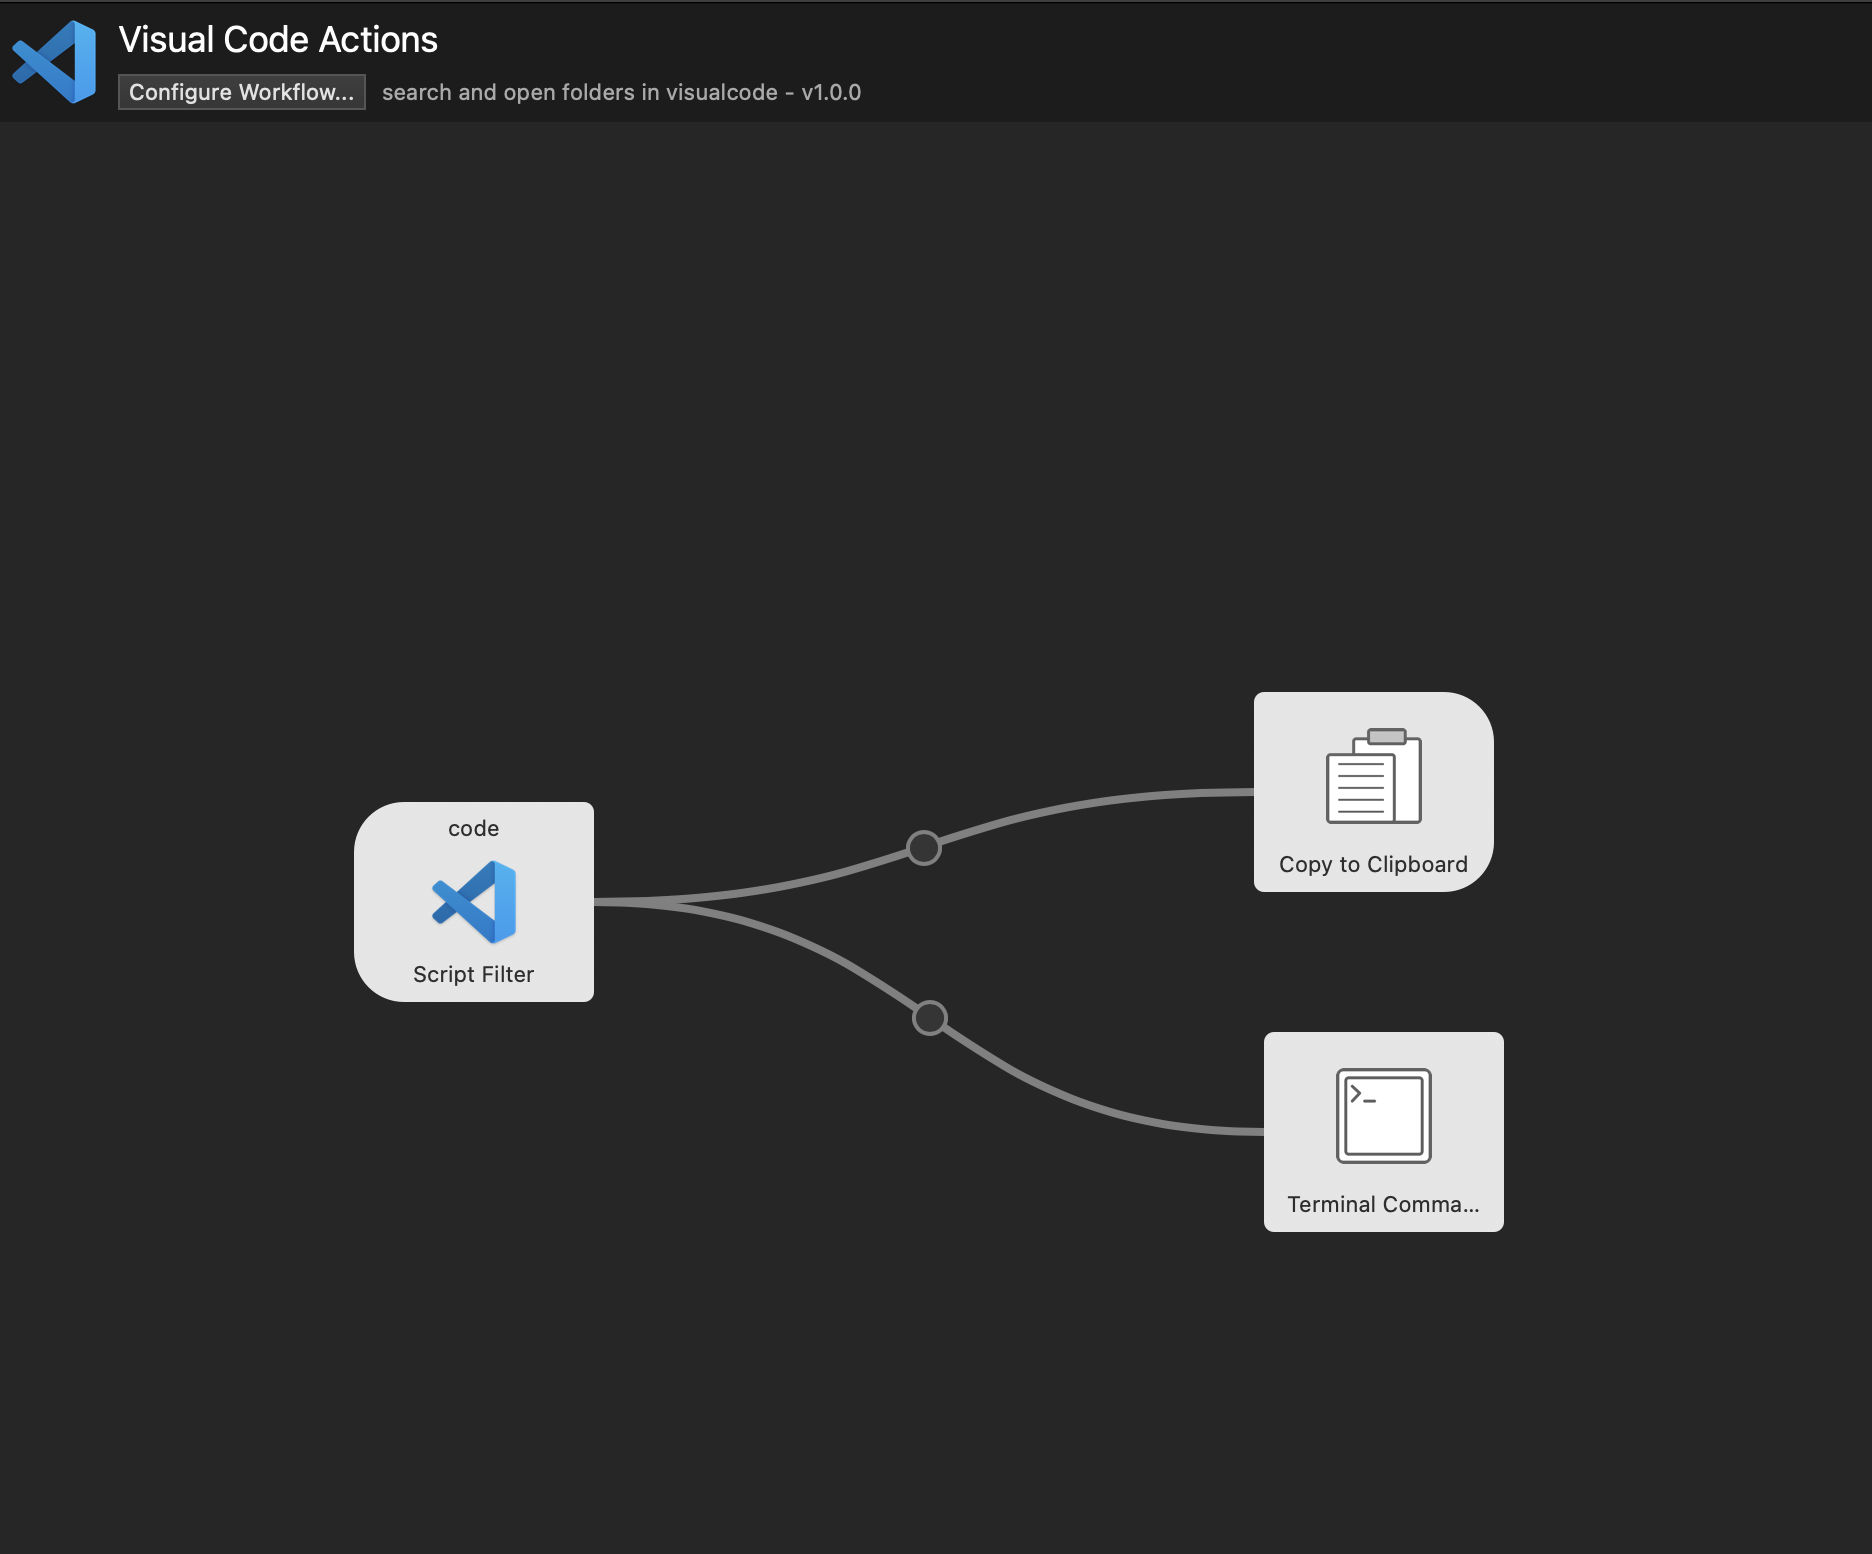 Visual Code Actions
Configure Workflow...
search and open folders in visualcode - v1.0.0
code
Script Filter
Copy to Clipboard
>_
Terminal Comma...